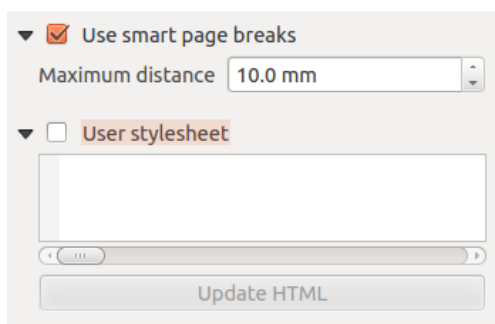 Use smart page breaks
Maximum distance 10.0 mm
User stylesheet
Update HTML